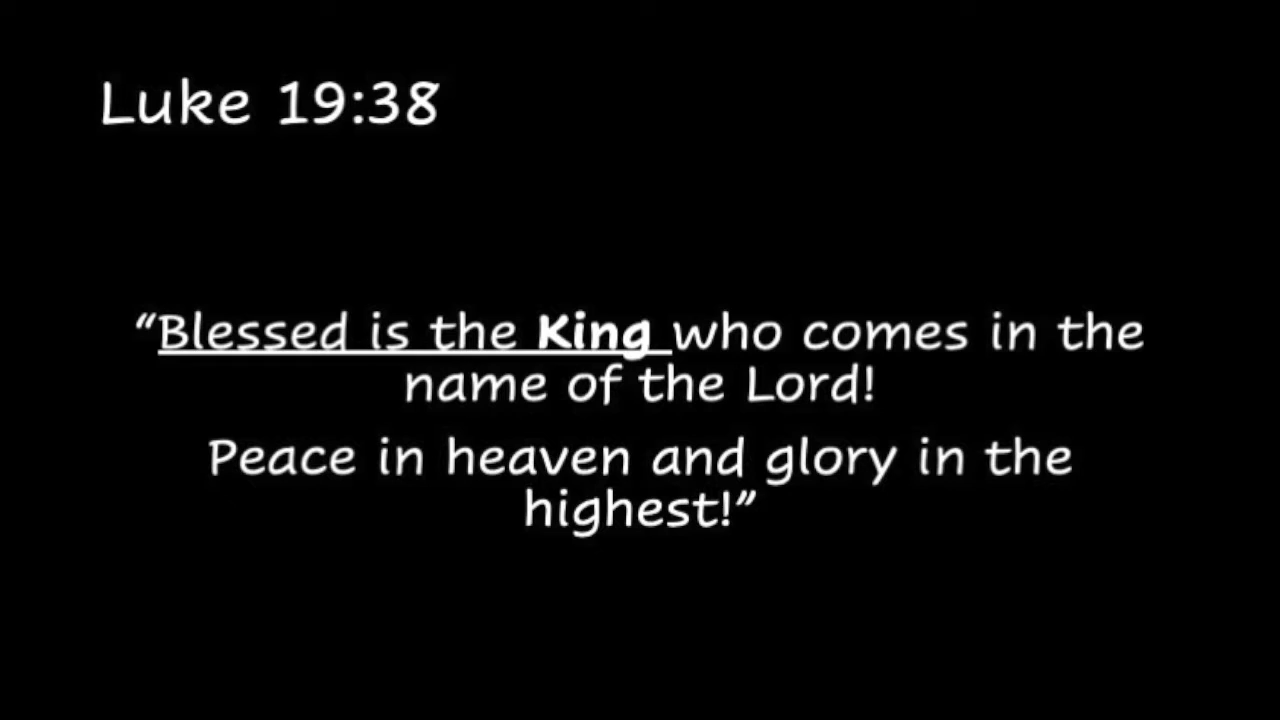 Luke 19:38
“Blessed is the King who comes in the
name of the Lord!
Peace in heaven and glory in the
highest!”